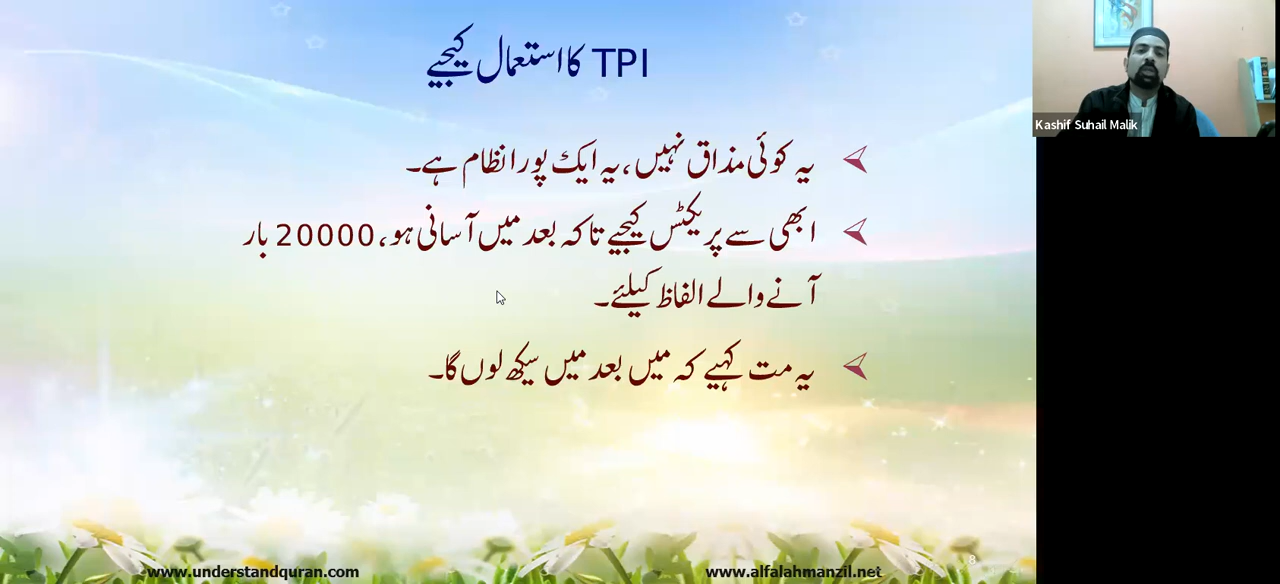 TPI کا استعمال کیجیے
یہ کوئی مذاق نہیں، یہ ایک پورا نظام ہے۔
ابھی سے پریکٹس کیجیے تاکہ بعد میں آسانی ہو، 20000 بار
آنے والے الفاظ کیلئے۔
یہ مت کہیے کہ میں بعد میں سیکھ لوں گا۔
www.understandquran.com
www.alfalahmanzil.net
8
Kashif Suhail Malik